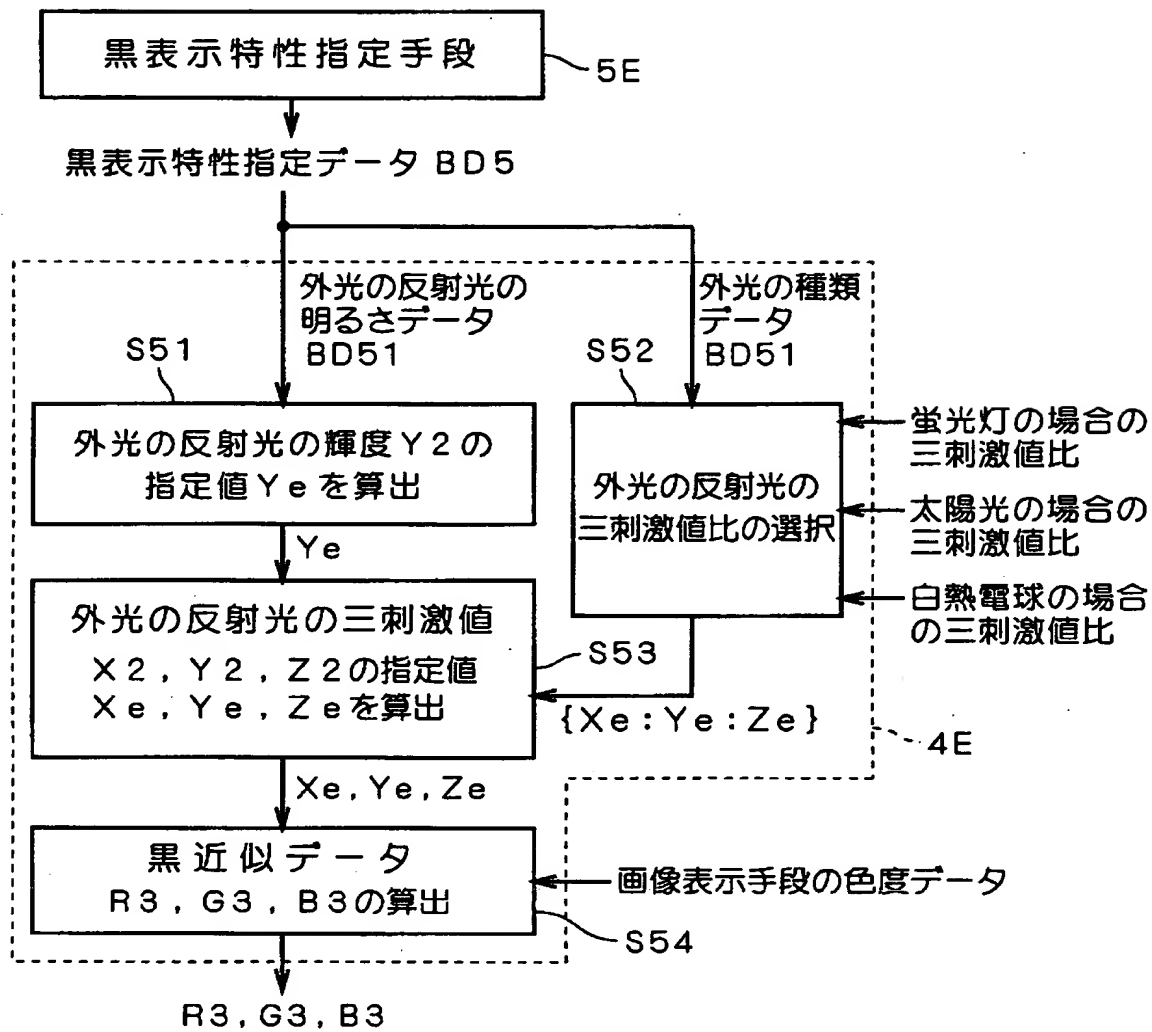 黒表示特性指定手段
5E
黒表示特性指定データ BD5
外光の反射光の
明るさデータ
BD51
外光の種類
データ
BD51
S51
S52
外光の反射光の輝度Y2の
指定値Yeを算出
外光の反射光の
三刺激値比の選択
蛍光灯の場合の
三刺激値比
太陽光の場合の
三刺激値比
白熱電球の場合
の三刺激値比
Ye
外光の反射光の三刺激値
X2,Y2,Z2の指定値
Xe,Ye,Zeを算出
S53
{Xe:Ye:Ze}
4E
Xe,Ye,Ze
黒近似データ
R3,G3,B3の算出
画像表示手段の色度データ
S54
R3,G3,B3